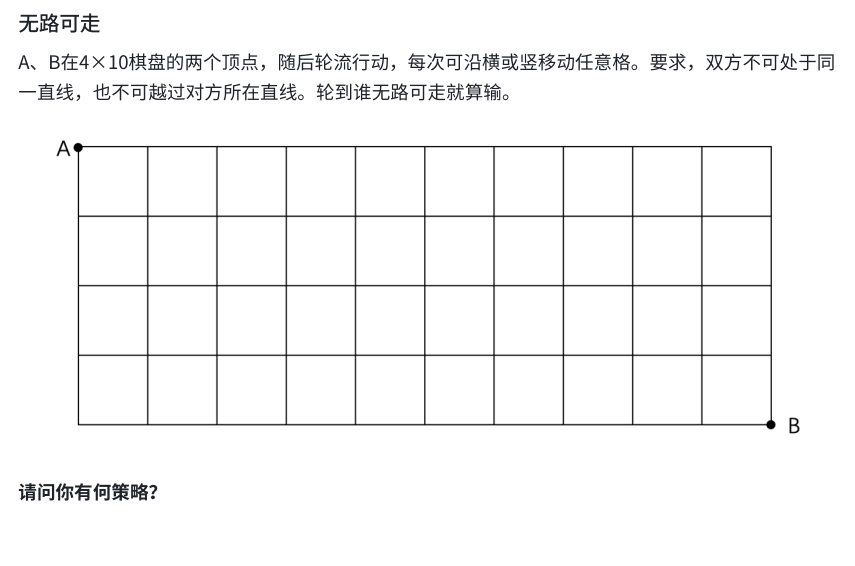 无路可走
A、B在4×10棋盘的两个顶点，随后轮流行动，每次可沿横或竖移动任意格。要求，双方不可处于同
一直线，也不可越过对方所在直线。轮到谁无路可走就算输。
A
B
请问你有何策略？